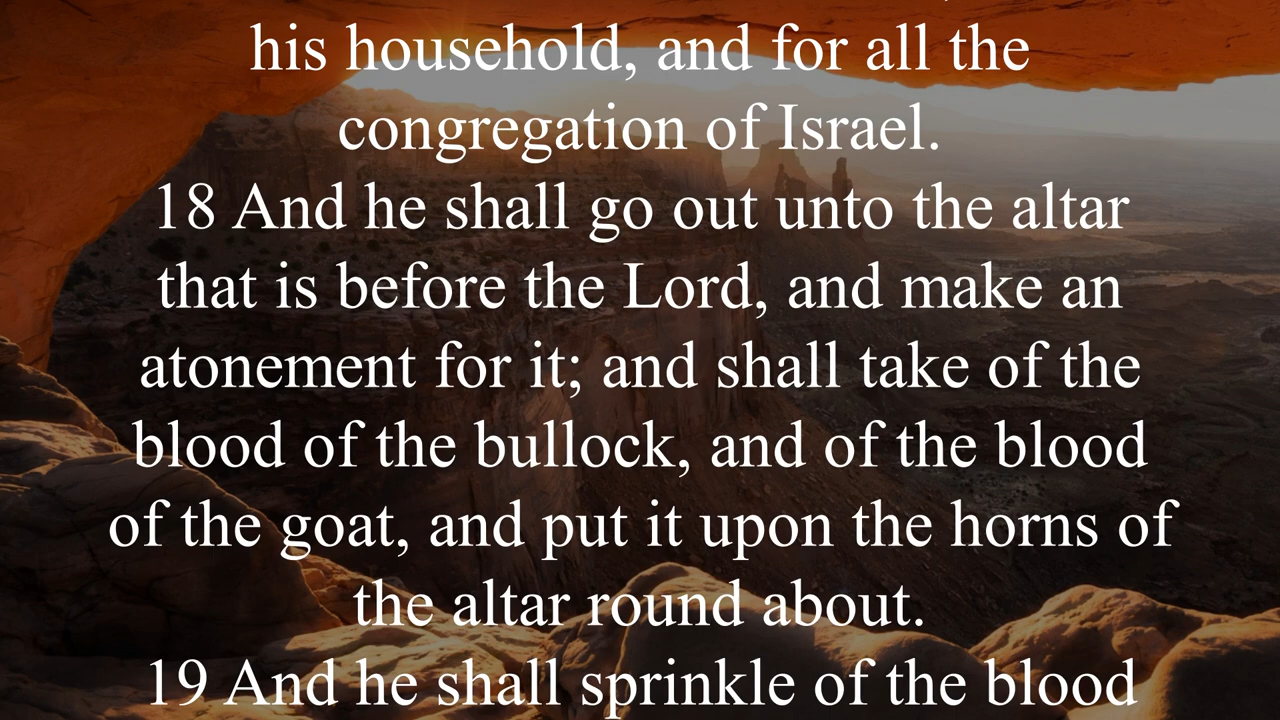 his household, and for all the
congregation of Israel.
18 And he shall go out unto the altar
that is before the Lord, and make an
atonement for it; and shall take of the
blood of the bullock, and of the blood
of the goat, and put it upon the horns of
the altar round about.
19 And he shall sprinkle of the blood